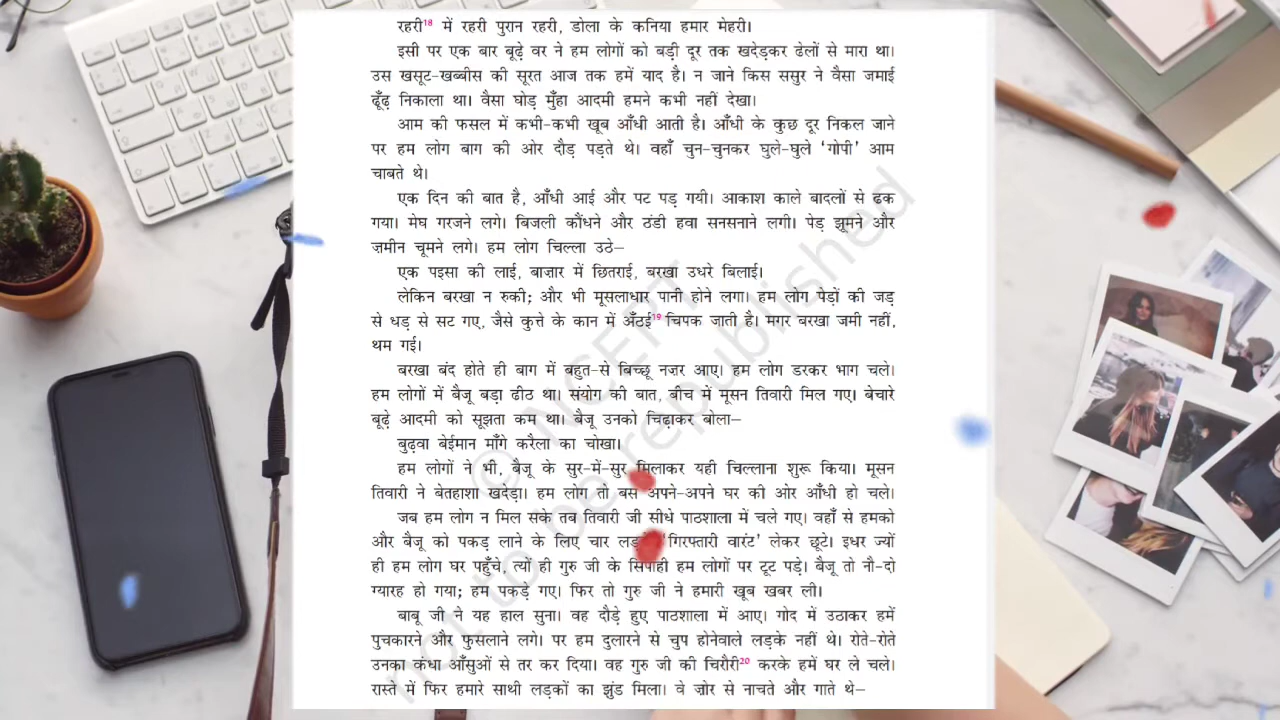 रहरी18 में रहरी पुरान रहरी, डोला के कनिया हमार मेहरी।
इसी पर एक बार बूढ़े वर ने हम लोगों को बड़ी दूर तक खदेड़कर ढेलों से मारा था।
उस खसूट-खब्बीस की सूरत आज तक हमें याद है। न जाने किस ससुर ने वैसा जमाई
ढूँढ़ निकाला था। वैसा घोड़ मुँहा आदमी हमने कभी नहीं देखा।
आम की फसल में कभी-कभी खूब आँधी आती है। आँधी के कुछ दूर निकल जाने
पर हम लोग बाग की ओर दौड़ पड़ते थे। वहाँ चुन-चुनकर घुले-घुले ‘गोपी’ आम
चाबते थे।
एक दिन की बात है, आँधी आई और पट पड़ गयी। आकाश काले बादलों से ढक
गया। मेघ गरजने लगे। बिजली कौंधने और ठंडी हवा सनसनाने लगी। पेड़ झूमने और
ज़मीन चूमने लगे। हम लोग चिल्ला उठे–
एक पइसा की लाई, बाज़ार में छितराई, बरखा उधरे बिलाई।
लेकिन बरखा न रुकी; और भी मूसलाधार पानी होने लगा। हम लोग पेड़ों की जड़
से धड़ से सट गए, जैसे कुत्ते के कान में अँठई19 चिपक जाती है। मगर बरखा जमी नहीं,
थम गई।
बरखा बंद होते ही बाग में बहुत-से बिच्छू नज़र आए। हम लोग डरकर भाग चले।
हम लोगों में बैजू बड़ा ढीठ था। संयोग की बात, बीच में मूसन तिवारी मिल गए। बेचारे
बूढ़े आदमी को सूझता कम था। बैजू उनको चिढ़ाकर बोला–
बुढ़वा बेईमान माँगे करैला का चोखा।
हम लोगों ने भी, बैजू के सुर-में-सुर मिलाकर यही चिल्लाना शुरू किया। मूसन
तिवारी ने बेतहाशा खदेड़ा। हम लोग तो बस अपने-अपने घर की ओर आँधी हो चले।
जब हम लोग न मिल सके तब तिवारी जी सीधे पाठशाला में चले गए। वहाँ से हमको
और बैजू को पकड़ लाने के लिए चार ‘गिरफ्तारी वारंट’ लेकर छूटे। इधर ज्यों
ही हम लोग घर पहुँचे, त्यों ही गुरु जी के सिपाही हम लोगों पर टूट पड़े। बैजू तो नौ-दो
ग्यारह हो गया; हम पकड़े गए। फिर तो गुरु जी ने हमारी खूब खबर ली।
बाबू जी ने यह हाल सुना। वह दौड़े हुए पाठशाला में आए। गोद में उठाकर हमें
पुचकारने और फुसलाने लगे। पर हम दुलारने से चुप होनेवाले लड़के नहीं थे। रोते-रोते
उनका कंधा आँसुओं से तर कर दिया। वह गुरु जी की चिरौरी20 करके हमें घर ले चले।
रास्ते में फिर हमारे साथी लड़कों का झुंड मिला। वे ज़ोर से नाचते और गाते थे–
© NCERT
not to be republished